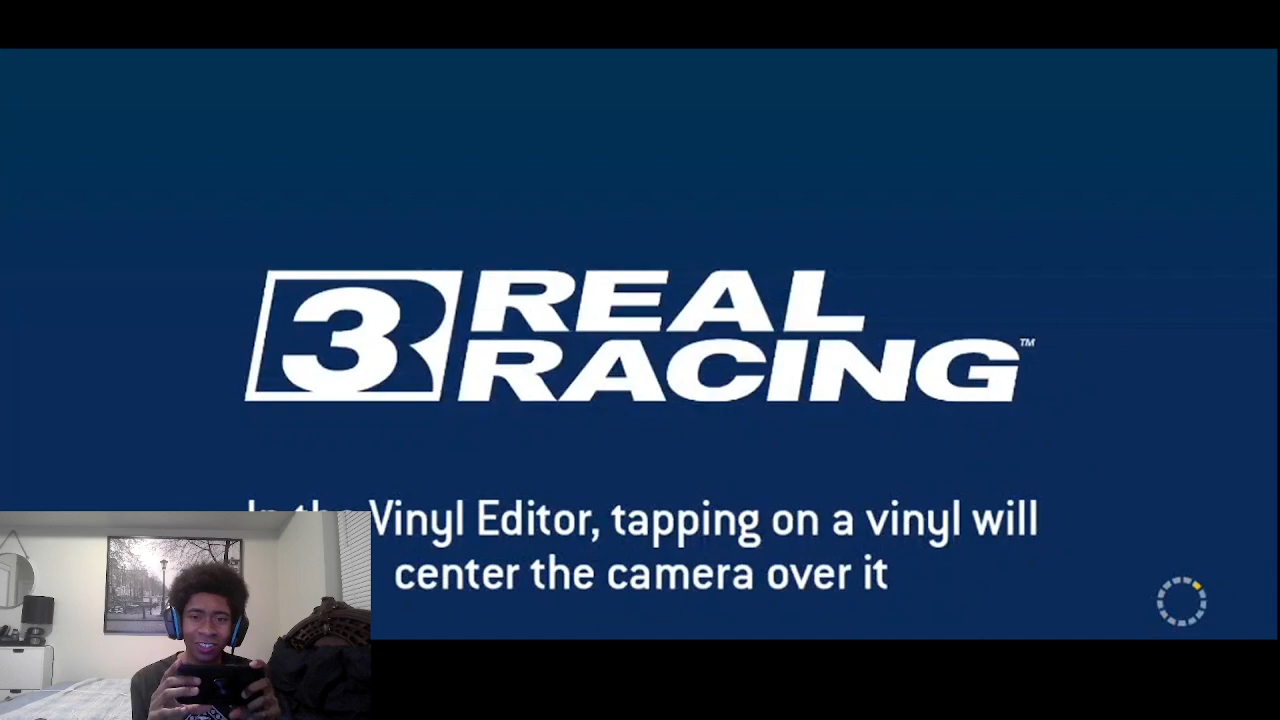 3 REAL
RACING™
Vinyl Editor, tapping on a vinyl will
center the camera over it